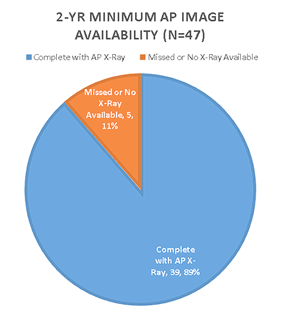 2-YR MINIMUM AP IMAGE
AVAILABILITY (N=47)
Complete with AP X-Ray Missed or No X-Ray Available
Missed or No
X-Ray
Available, 5,
11%
Complete
with AP X-
Ray, 39, 89%